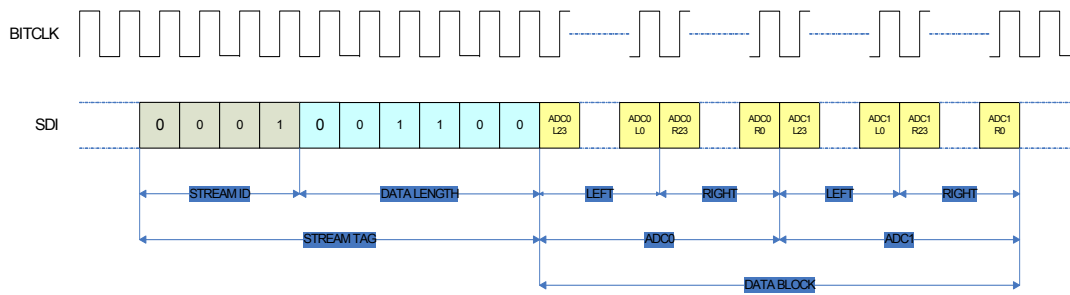 BITCLK
SDI
0 0 0 1 0 0 1 1 0 0
ADC0 L23
ADC0 L0
ADC0 R23
ADC0 R0
ADC1 L23
ADC1 L0
ADC1 R23
ADC1 R0
STREAM ID
DATA LENGTH
LEFT
RIGHT
LEFT
RIGHT
STREAM TAG
ADC0
ADC1
DATA BLOCK